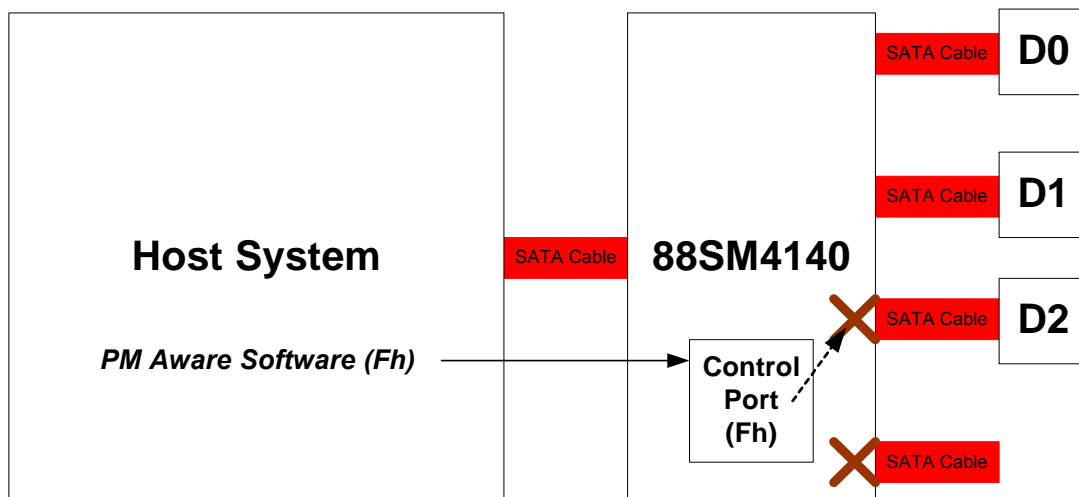 SATA Cable
D0
SATA Cable
D1
Host System
SATA Cable
88SM4140
SATA Cable
D2
PM Aware Software (Fh)
Control
Port
(Fh)
SATA Cable